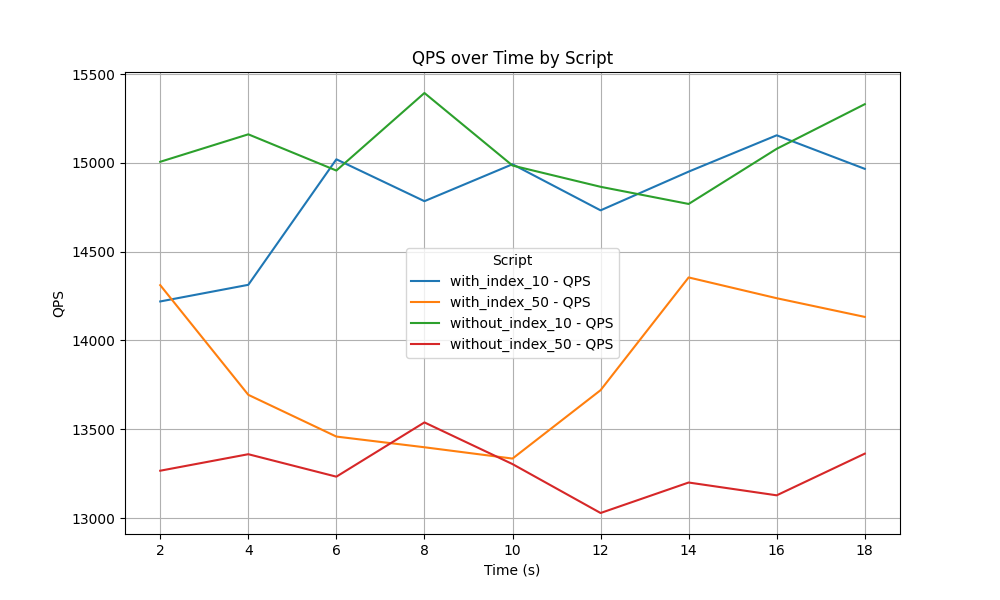 QPS over Time by Script
15500
15000
14500
14000
13500
13000
QPS
Script
with_index_10 - QPS
with_index_50 - QPS
without_index_10 - QPS
without_index_50 - QPS
2 4 6 8 10 12 14 16 18
Time (s)